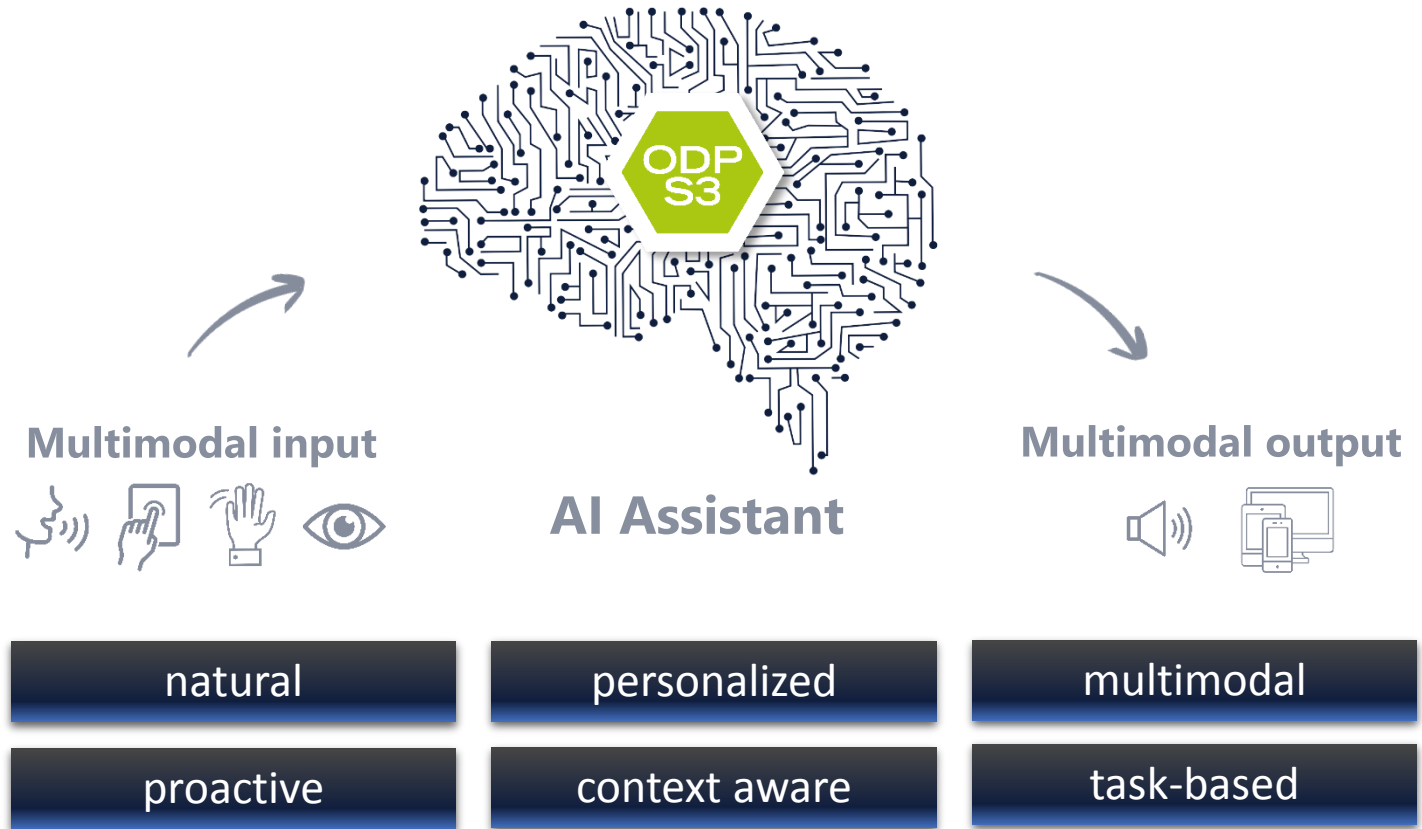 ODP
S3
Multimodal input
AI Assistant
Multimodal output
natural
personalized
multimodal
proactive
context aware
task-based